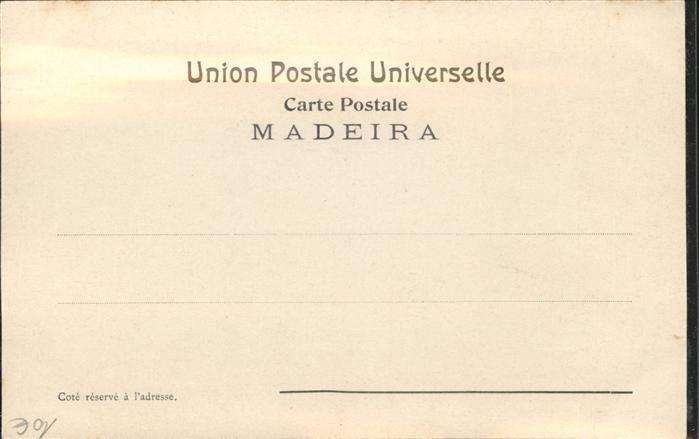 Union Postale Universelle
Carte Postale
MADEIRA
Coté réservé à l'adresse.